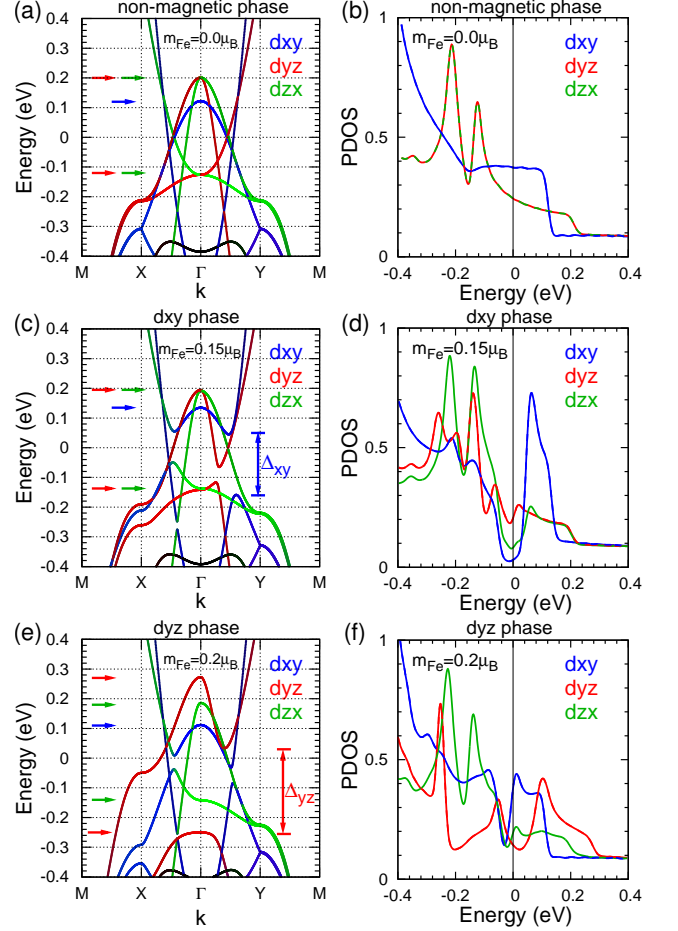 (a) non-magnetic phase (b)
0.4
0.3
0.2
0.1
0
-0.1
-0.2
-0.3
-0.4
Energy (eV)
mFe=0.0μB
dxy
dyz
dzx
M X Γ Y M
k
1
0.5
0
PDOS
mFe=0.0μB
dxy
dyz
dzx
-0.4 -0.2 0 0.2 0.4
Energy (eV)
(c) dxy phase (d)
0.4
0.3
0.2
0.1
0
-0.1
-0.2
-0.3
-0.4
Energy (eV)
mFe=0.15μB
dxy
dyz
dzx
Δxy
M X Γ Y M
k
1
0.5
0
PDOS
mFe=0.15μB
dxy
dyz
dzx
-0.4 -0.2 0 0.2 0.4
Energy (eV)
(e) dyz phase (f)
0.4
0.3
0.2
0.1
0
-0.1
-0.2
-0.3
-0.4
Energy (eV)
mFe=0.2μB
dxy
dyz
dzx
Δyz
M X Γ Y M
k
1
0.5
0
PDOS
mFe=0.2μB
dxy
dyz
dzx
-0.4 -0.2 0 0.2 0.4
Energy (eV)